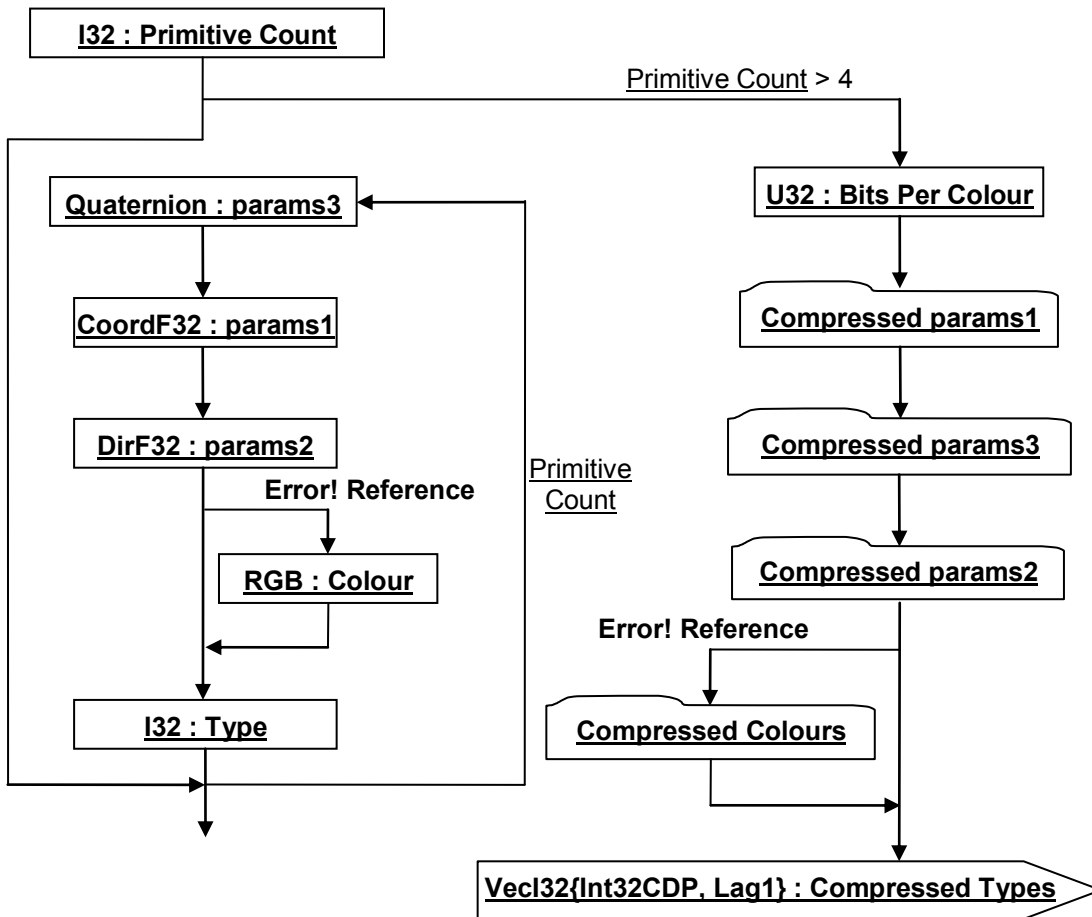 I32 : Primitive Count
Primitive Count > 4
Quaternion : params3
CoordF32 : params1
DirF32 : params2
Error! Reference
RGB : Colour
I32 : Type
Primitive
Count
U32 : Bits Per Colour
Compressed params1
Compressed params3
Compressed params2
Error! Reference
Compressed Colours
VecI32{Int32CDP, Lag1} : Compressed Types